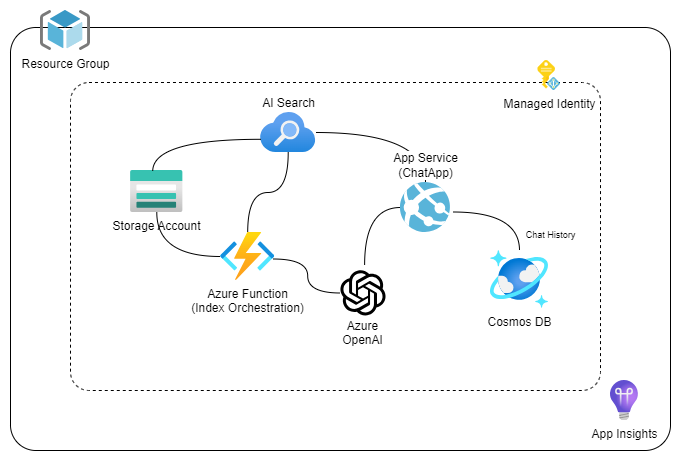 Resource Group
Managed Identity
AI Search
App Service
(ChatApp)
Storage Account
Chat History
Azure Function
(Index Orchestration)
Azure
OpenAI
Cosmos DB
App Insights